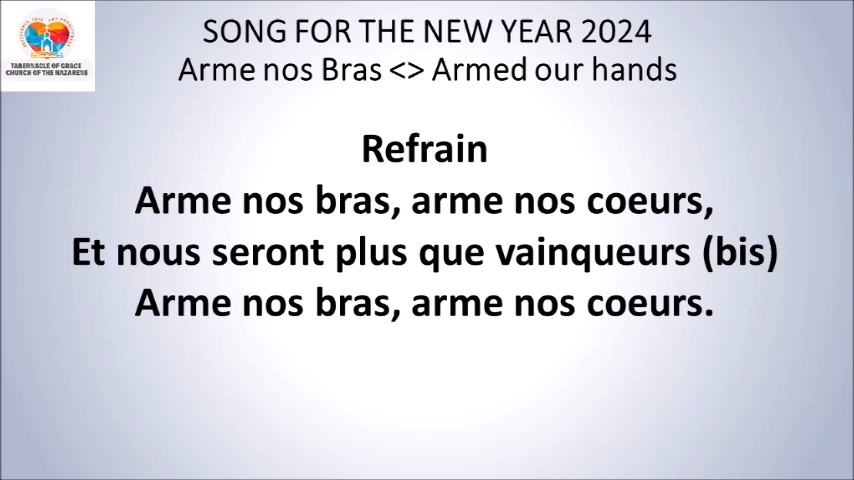 SONG FOR THE NEW YEAR 2024
Arme nos Bras <> Armed our hands
TABERNACLE OF GRACE
CHURCH OF THE NAZARENE
Refrain
Arme nos bras, arme nos coeurs,
Et nous seront plus que vainqueurs (bis)
Arme nos bras, arme nos coeurs.